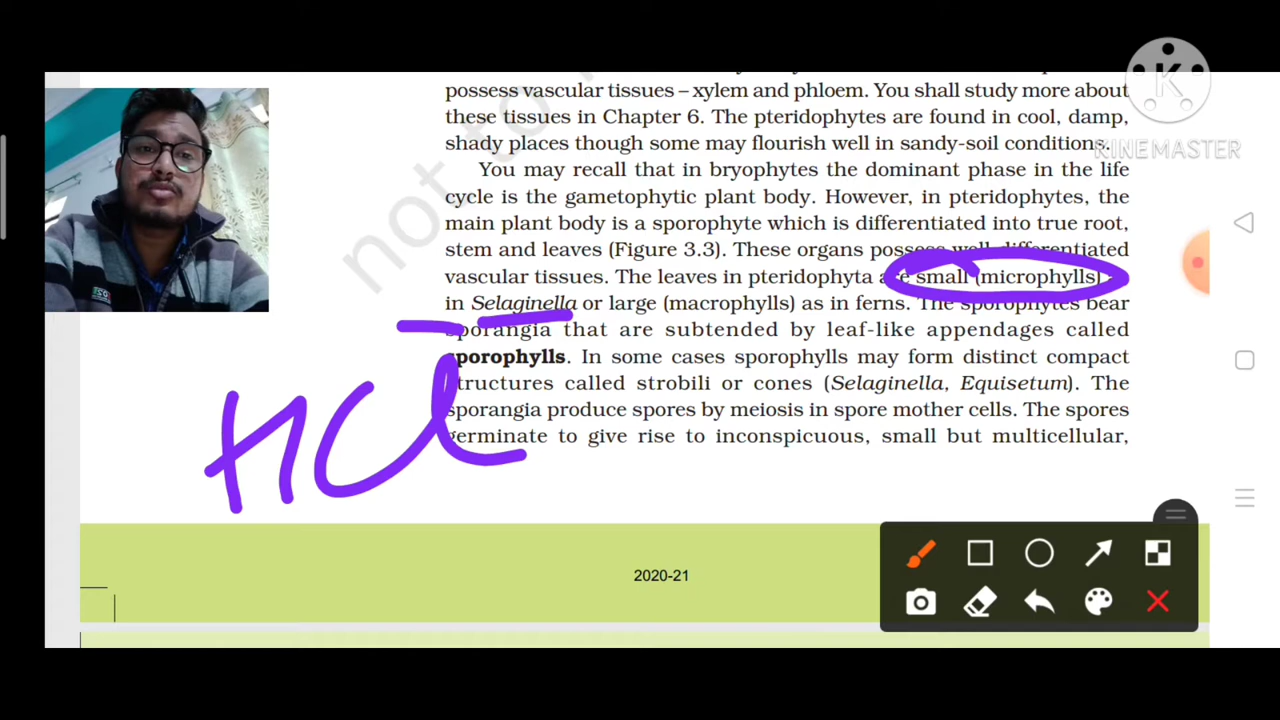 possess vascular tissues – xylem and phloem. You shall study more about
these tissues in Chapter 6. The pteridophytes are found in cool, damp,
shady places though some may flourish well in sandy-soil conditions.
KINEMASTER
You may recall that in bryophytes the dominant phase in the life
cycle is the gametophytic plant body. However, in pteridophytes, the
main plant body is a sporophyte which is differentiated into true root,
stem and leaves (Figure 3.3). These organs possess well differentiated
vascular tissues. The leaves in pteridophyta are small (microphylls)
in Selaginella or large (macrophylls) as in ferns. The sporophytes bear
sporangia that are subtended by leaf-like appendages called
sporophylls. In some cases sporophylls may form distinct compact
structures called strobili or cones (Selaginella, Equisetum). The
sporangia produce spores by meiosis in spore mother cells. The spores
germinate to give rise to inconspicuous, small but multicellular,
HCl
not to
2020-21